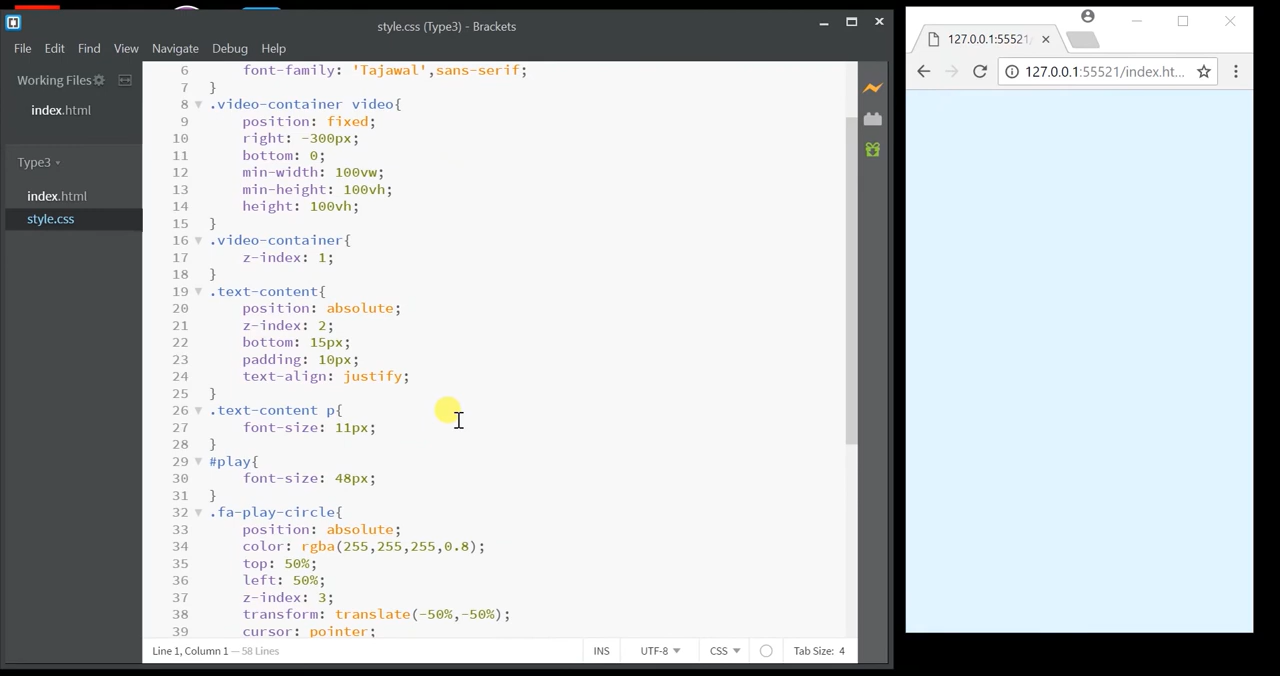 style.css (Type3) - Brackets
File Edit Find View Navigate Debug Help
Working Files
index.html
Type3
index.html
style.css
6 font-family: 'Tajawal',sans-serif;
7 }
8 .video-container video{
9 position: fixed;
10 right: -300px;
11 bottom: 0;
12 min-width: 100vw;
13 min-height: 100vh;
14 height: 100vh;
15 }
16 .video-container{
17 z-index: 1;
18 }
19 .text-content{
20 position: absolute;
21 z-index: 2;
22 bottom: 15px;
23 padding: 10px;
24 text-align: justify;
25 }
26 .text-content p{
27 font-size: 11px;
28 }
29 #play{
30 font-size: 48px;
31 }
32 .fa-play-circle{
33 position: absolute;
34 color: rgba(255,255,255,0.8);
35 top: 50%;
36 left: 50%;
37 z-index: 3;
38 transform: translate(-50%,-50%);
39 cursor: pointer;
Line 1, Column 1 — 58 Lines
INS UTF-8 CSS Tab Size: 4
127.0.0.1:55521/
127.0.0.1:55521/index.ht...